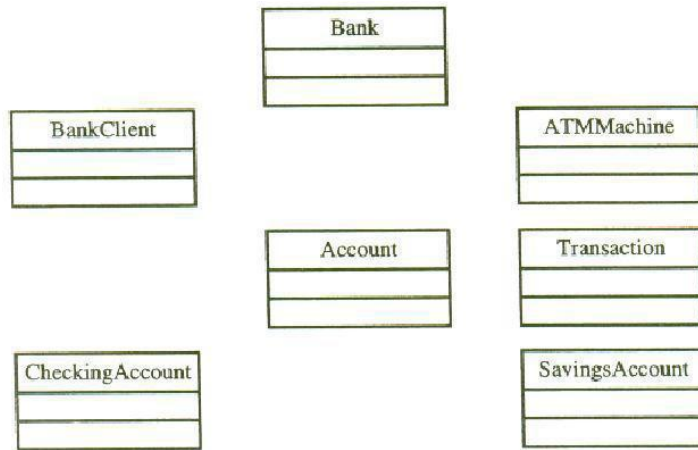 Bank
BankClient
ATMMachine
Account
Transaction
CheckingAccount
SavingsAccount